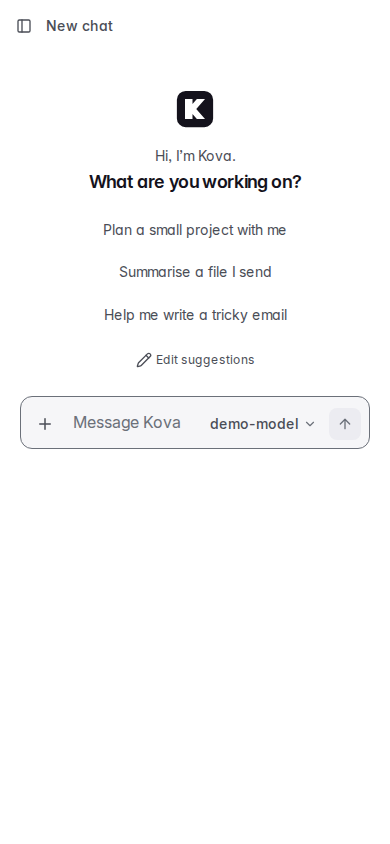 New chat
K
Hi, I'm Kova.
What are you working on?
Plan a small project with me
Summarise a file I send
Help me write a tricky email
Edit suggestions
Message Kova
demo-model